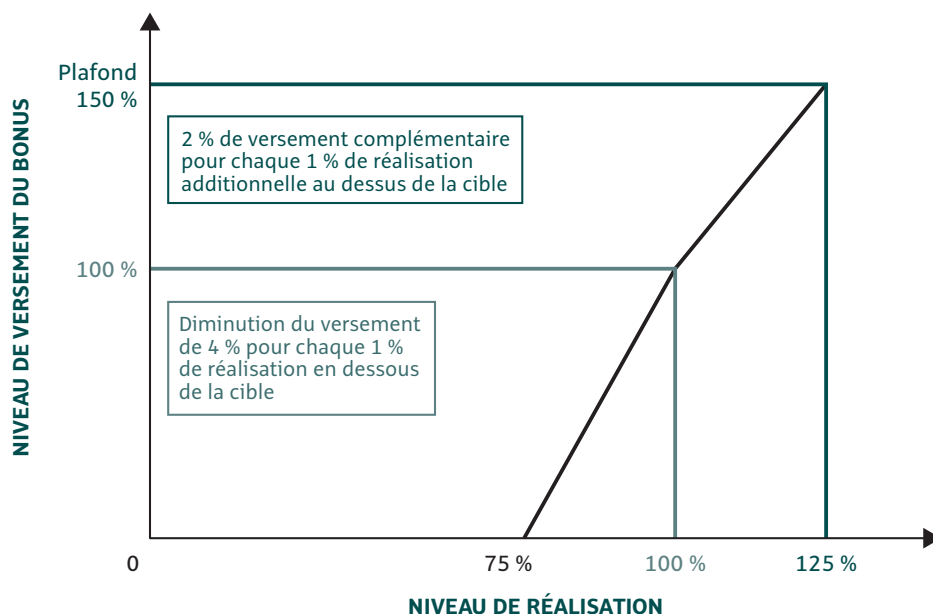 Plafond
150 %
2 % de versement complémentaire
pour chaque 1 % de réalisation
additionnelle au dessus de la cible
NIVEAU DE VERSEMENT DU BONUS
100 %
Diminution du versement
de 4 % pour chaque 1 %
de réalisation en dessous
de la cible
0
75 %
100 %
125 %
NIVEAU DE RÉALISATION